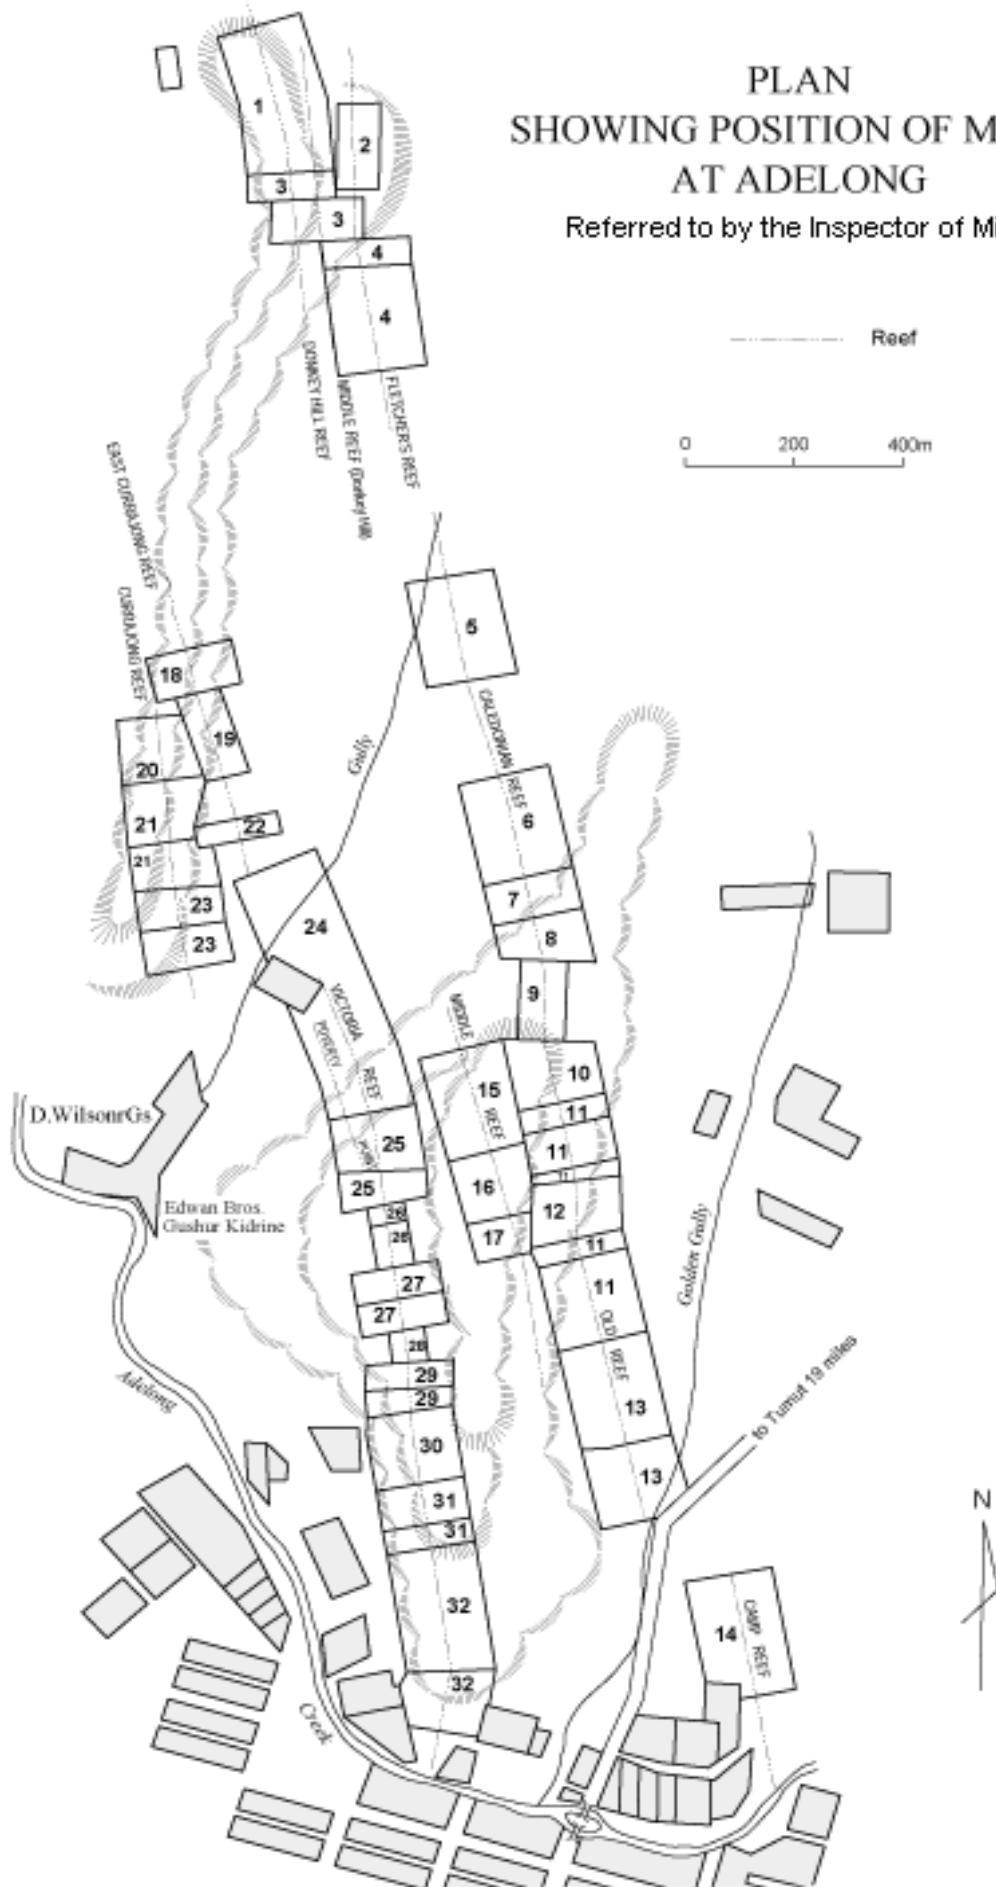 PLAN
SHOWING POSITION OF M
AT ADELONG
Referred to by the Inspector of Mi
Reef
0 200 400m
1
2
3
3
4
4
DONKEY HILL REEF
MIDDLE REEF (Donkey Hill)
FLETCHER'S REEF
EAST CURRAJONG REEF
CURRAJONG REEF
5
18
19
CALEDONIAN REEF
Gully
20
6
21
22
21
7
23
24
8
23
9
VICTORIA REEF
POVERTY
MIDDLE REEF
10
15
11
D.WilsonrGs
25
11
11
25
16
12
Edwan Bros.
Gushur Kidrine
26
26
17
11
Golden Gully
27
11
27
OLD REEF
28
to Tumut 19 miles
29
Adelong
29
13
30
13
31
31
N
32
14
CAMP REEF
32
Creek